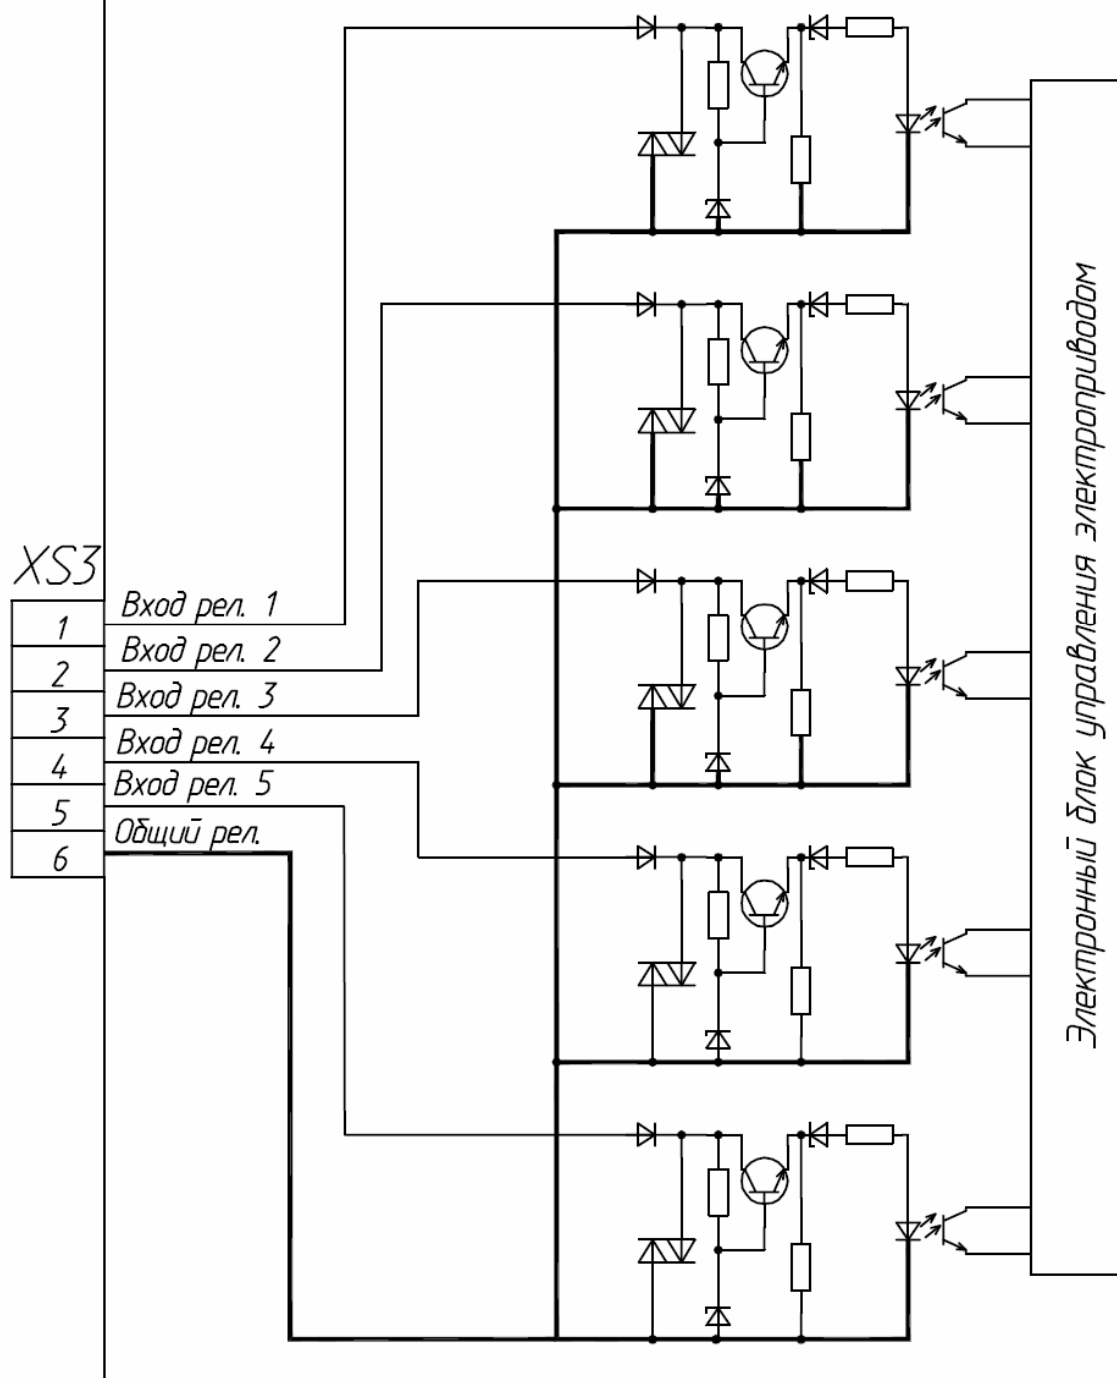 XS3
1
Вход рел. 1
2
Вход рел. 2
3
Вход рел. 3
4
Вход рел. 4
5
Вход рел. 5
6
Общий рел.
Электронный блок управления электроприводом